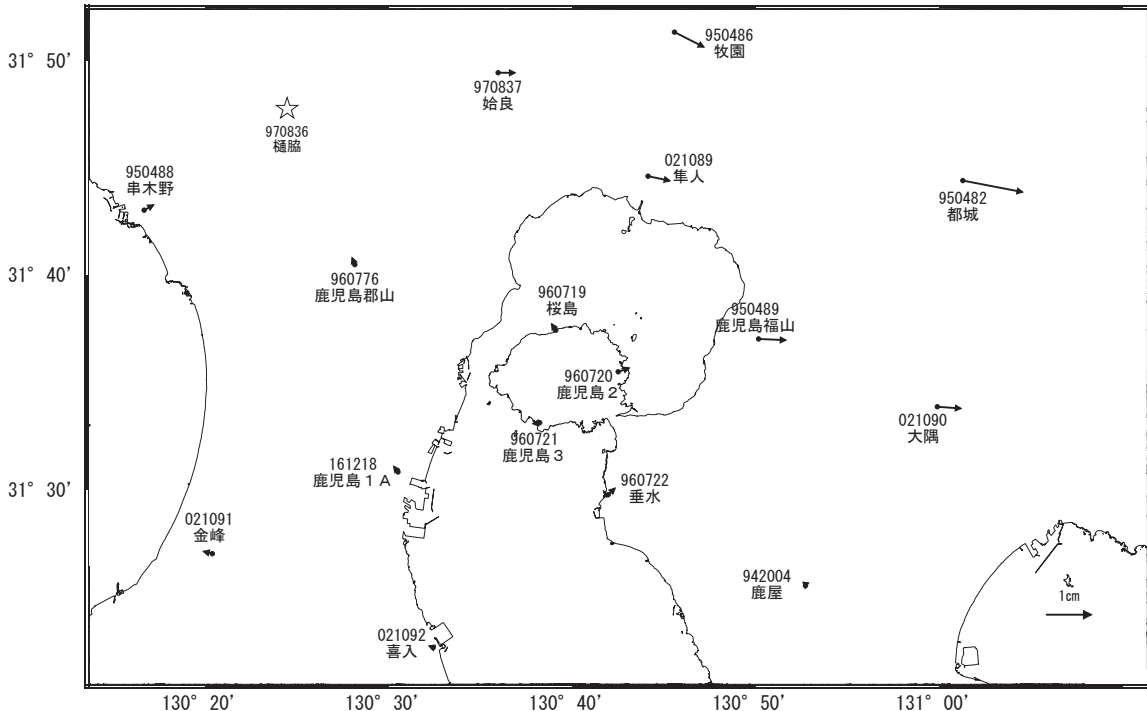 31° 50'
31° 40'
31° 30'
950486
牧園
970837
姶良
970836
樋脇
021089
隼人
950488
串木野
950482
都城
960776
鹿児島郡山
960719
桜島
950489
鹿児島福山
960720
鹿児島２
021090
大隅
960721
鹿児島３
161218
鹿児島１Ａ
960722
垂水
021091
金峰
942004
鹿屋
1cm
021092
喜入
130° 20'
130° 30'
130° 40'
130° 50'
131° 00'